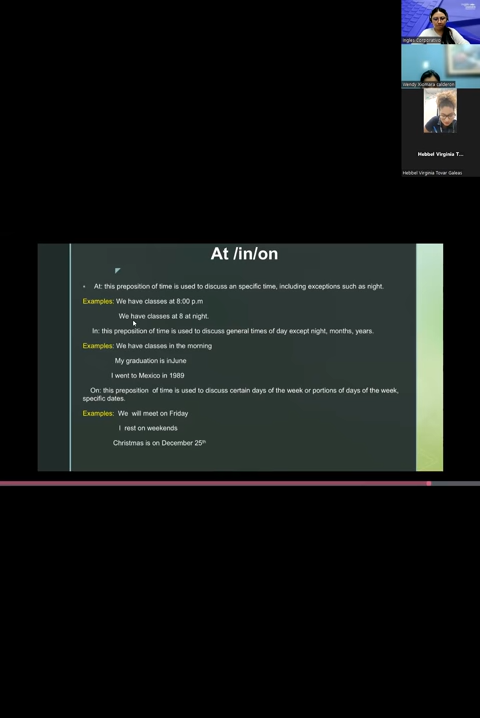 Ingles Corporativo
Wendy Xiomara calderon
Hebbel Virginia T...
Hebbel Virginia Tovar Galeas
At /in/on
At: this preposition of time is used to discuss an specific time, including exceptions such as night.
Examples: We have classes at 8:00 p.m
We have classes at 8 at night.
In: this preposition of time is used to discuss general times of day except night, months, years.
Examples: We have classes in the morning
My graduation is inJune
I went to Mexico in 1989
On: this preposition of time is used to discuss certain days of the week or portions of days of the week,
specific dates.
Examples: We will meet on Friday
I rest on weekends
Christmas is on December 25th